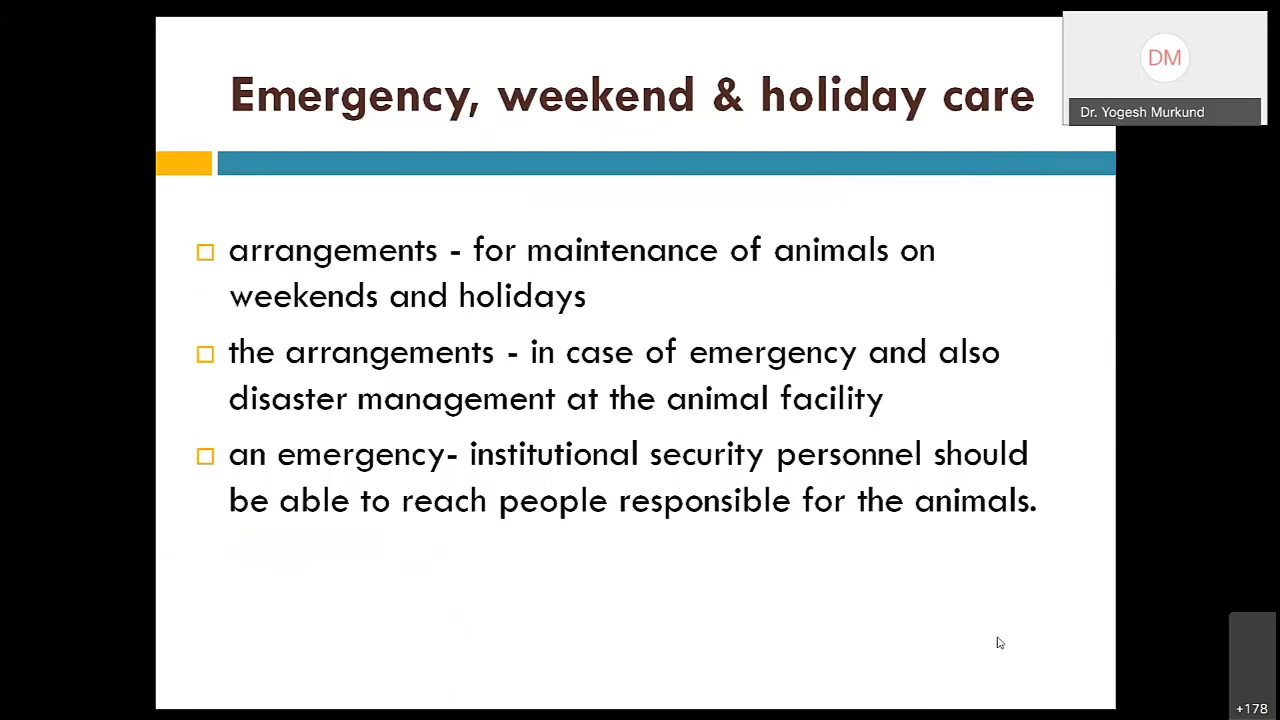 Emergency, weekend & holiday care
DM
Dr. Yogesh Murkund
arrangements - for maintenance of animals on
weekends and holidays
the arrangements - in case of emergency and also
disaster management at the animal facility
an emergency- institutional security personnel should
be able to reach people responsible for the animals.
+178